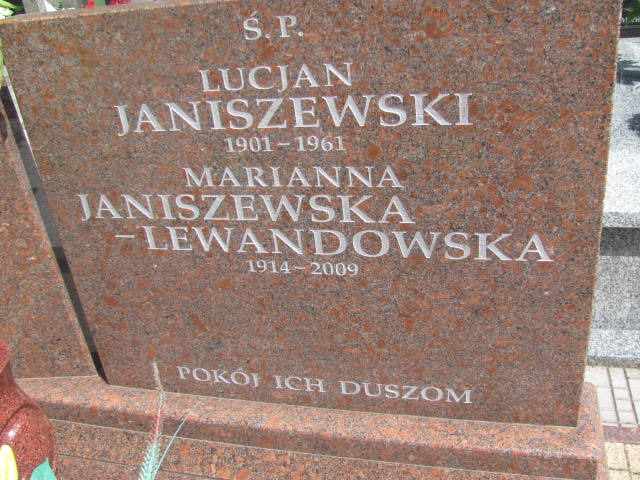 Ś.P.
LUCJAN
JANISZEWSKI
1901–1961
MARIANNA
JANISZEWSKA
–LEWANDOWSKA
1914–2009
POKÓJ ICH DUSZOM